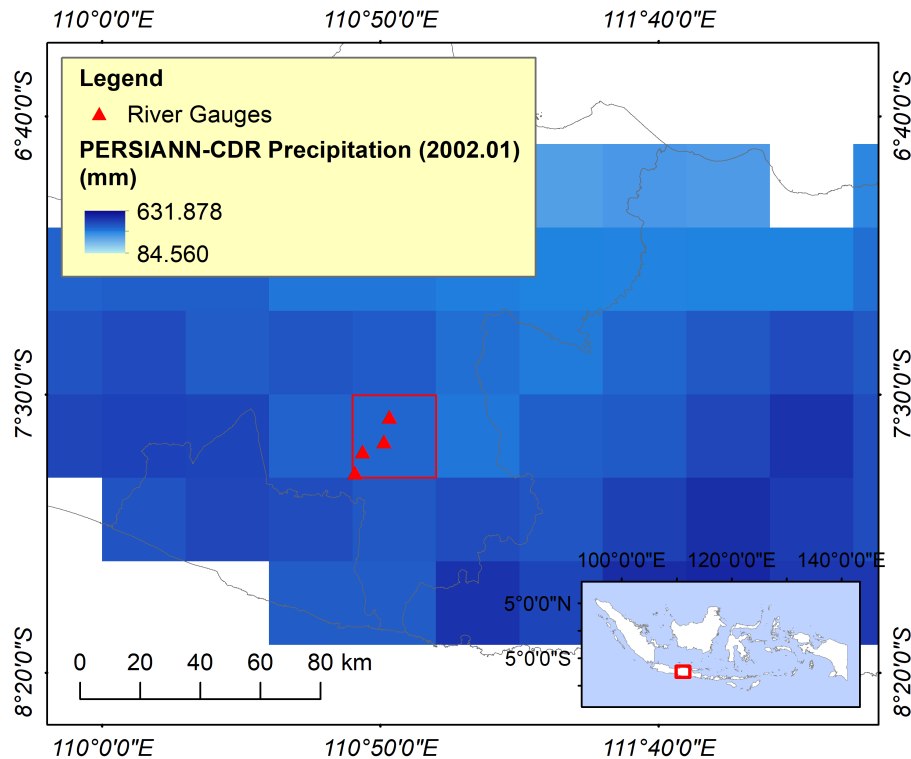 110°0'0"E 110°50'0"E 111°40'0"E
6°40'0"S
6°40'0"S
Legend
River Gauges
PERSIANN-CDR Precipitation (2002.01)
(mm)
631.878
84.560
7°30'0"S
7°30'0"S
100°0'0"E 120°0'0"E 140°0'0"E
5°0'0"N
5°0'0"S
0 20 40 60 80 km
8°20'0"S
8°20'0"S
110°0'0"E 110°50'0"E 111°40'0"E